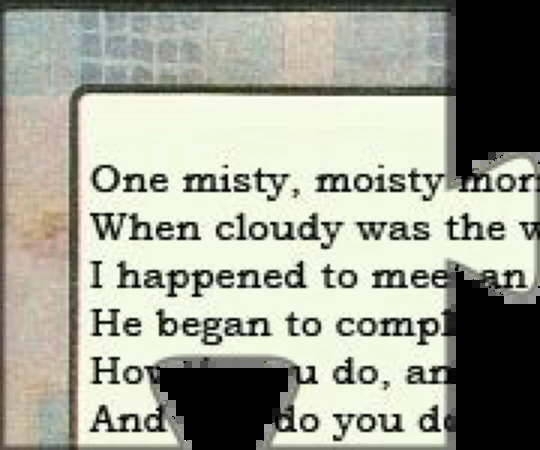 One misty, moisty morn
When cloudy was the w
I happened to meet an
He began to compl
How u do, an
And do you do